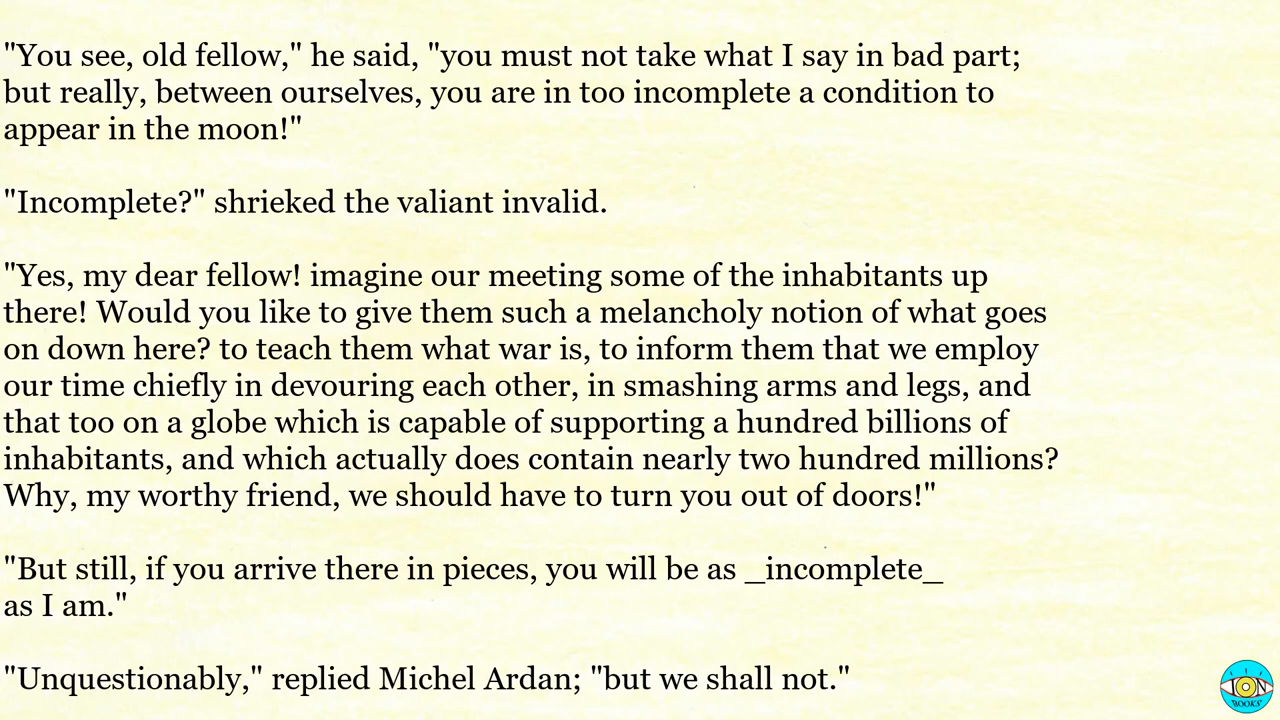 "You see, old fellow," he said, "you must not take what I say in bad part;
but really, between ourselves, you are in too incomplete a condition to
appear in the moon!"
"Incomplete?" shrieked the valiant invalid.
"Yes, my dear fellow! imagine our meeting some of the inhabitants up
there! Would you like to give them such a melancholy notion of what goes
on down here? to teach them what war is, to inform them that we employ
our time chiefly in devouring each other, in smashing arms and legs, and
that too on a globe which is capable of supporting a hundred billions of
inhabitants, and which actually does contain nearly two hundred millions?
Why, my worthy friend, we should have to turn you out of doors!"
"But still, if you arrive there in pieces, you will be as _incomplete_
as I am."
"Unquestionably," replied Michel Ardan; "but we shall not."
ION
BOOKS